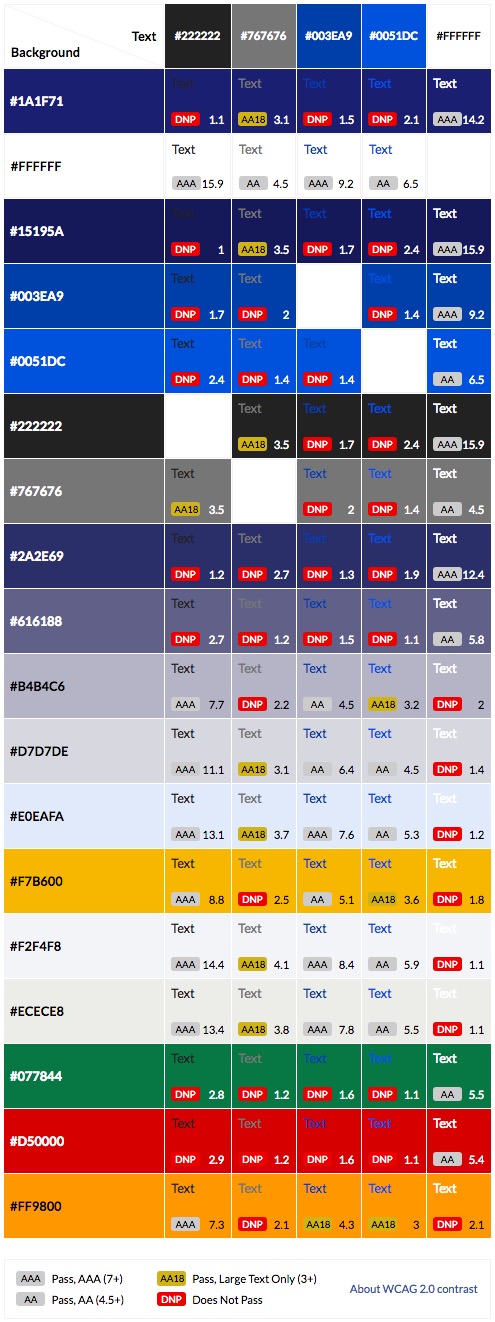 Text #222222 #767676 #003EA9 #0051DC #FFFFFF
Background
Text Text Text Text Text
#1A1F71
DNP 1.1 AA18 3.1 DNP 1.5 DNP 2.1 AAA 14.2
Text Text Text Text
#FFFFFF
AAA 15.9 AA 4.5 AAA 9.2 AA 6.5
Text Text Text Text Text
#15195A
DNP 1 AA18 3.5 DNP 1.7 DNP 2.4 AAA 15.9
Text Text Text Text
#003EA9
DNP 1.7 DNP 2 DNP 1.4 AAA 9.2
Text Text Text Text
#0051DC
DNP 2.4 DNP 1.4 DNP 1.4 AA 6.5
Text Text Text Text
#222222
AA18 3.5 DNP 1.7 DNP 2.4 AAA 15.9
Text Text Text Text
#767676
AA18 3.5 DNP 2 DNP 1.4 AA 4.5
Text Text Text Text Text
#2A2E69
DNP 1.2 DNP 2.7 DNP 1.3 DNP 1.9 AAA 12.4
Text Text Text Text Text
#616188
DNP 2.7 DNP 1.2 DNP 1.5 DNP 1.1 AA 5.8
Text Text Text Text Text
#B4B4C6
AAA 7.7 DNP 2.2 AA 4.5 AA18 3.2 DNP 2
Text Text Text Text Text
#D7D7DE
AAA 11.1 AA18 3.1 AA 6.4 AA 4.5 DNP 1.4
Text Text Text Text Text
#E0EAFA
AAA 13.1 AA18 3.7 AAA 7.6 AA 5.3 DNP 1.2
Text Text Text Text Text
#F7B600
AAA 8.8 DNP 2.5 AA 5.1 AA18 3.6 DNP 1.8
Text Text Text Text Text
#F2F4F8
AAA 14.4 AA18 4.1 AAA 8.4 AA 5.9 DNP 1.1
Text Text Text Text Text
#ECECE8
AAA 13.4 AA18 3.8 AAA 7.8 AA 5.5 DNP 1.1
Text Text Text Text Text
#077844
DNP 2.8 DNP 1.2 DNP 1.6 DNP 1.1 AA 5.5
Text Text Text Text Text
#D50000
DNP 2.9 DNP 1.2 DNP 1.6 DNP 1.1 AA 5.4
Text Text Text Text Text
#FF9800
AAA 7.3 DNP 2.1 AA18 4.3 AA18 3 DNP 2.1
AAA Pass, AAA (7+) AA18 Pass, Large Text Only (3+)
About WCAG 2.0 contrast
AA Pass, AA (4.5+) DNP Does Not Pass